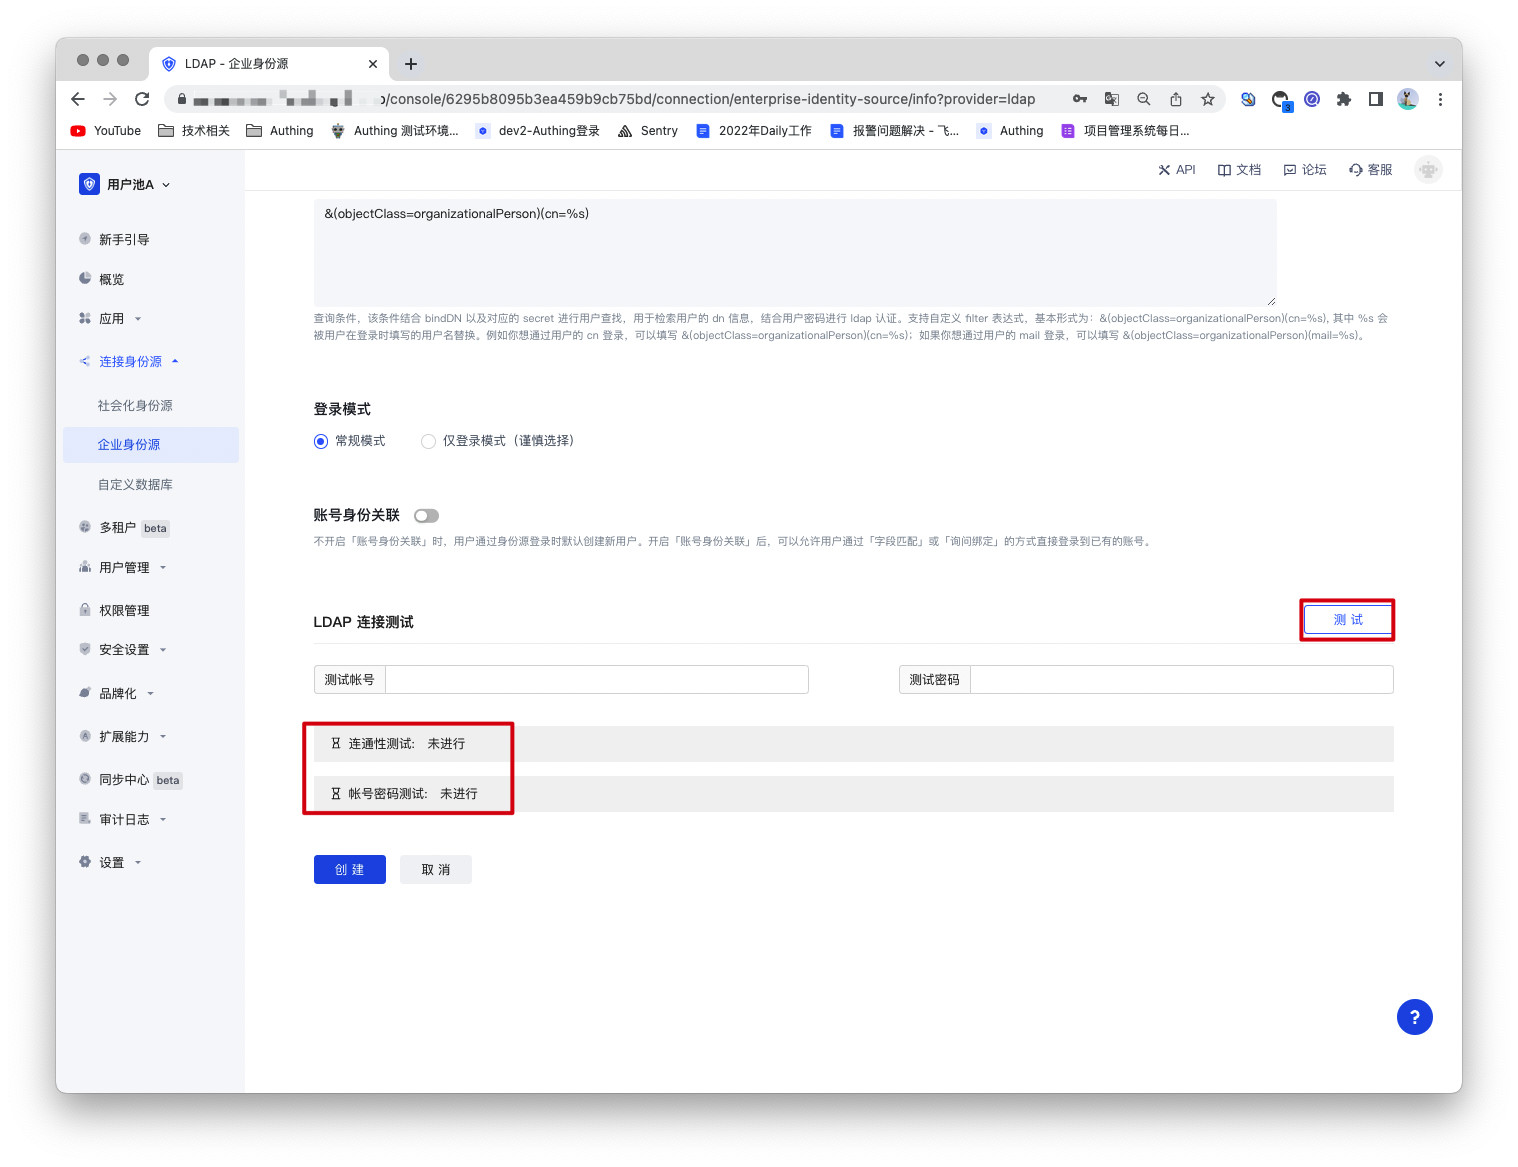 LDAP - 企业身份源
/console/6295b8095b3ea459b9cb75bd/connection/enterprise-identity-source/info?provider=ldap
3
YouTube 技术相关 Authing Authing 测试环境... dev2-Authing登录 Sentry 2022年Daily工作 报警问题解决 - 飞... Authing 项目管理系统每日...
用户池A
API 文档 论坛 客服
新手引导
概览
应用
连接身份源
社会化身份源
企业身份源
自定义数据库
多租户 beta
用户管理
权限管理
安全设置
品牌化
扩展能力
同步中心 beta
审计日志
设置
&(objectClass=organizationalPerson)(cn=%s)
查询条件，该条件结合 bindDN 以及对应的 secret 进行用户查找，用于检索用户的 dn 信息，结合用户密码进行 ldap 认证。支持自定义 filter 表达式，基本形式为：&(objectClass=organizationalPerson)(cn=%s), 其中 %s 会
被用户在登录时填写的用户名替换。例如你想通过用户的 cn 登录，可以填写 &(objectClass=organizationalPerson)(cn=%s)；如果你想通过用户的 mail 登录，可以填写 &(objectClass=organizationalPerson)(mail=%s)。
登录模式
常规模式 仅登录模式（谨慎选择）
账号身份关联
不开启「账号身份关联」时，用户通过身份源登录时默认创建新用户。开启「账号身份关联」后，可以允许用户通过「字段匹配」或「询问绑定」的方式直接登录到已有的账号。
LDAP 连接测试
测 试
测试帐号 测试密码
连通性测试： 未进行
帐号密码测试： 未进行
创 建 取 消
?